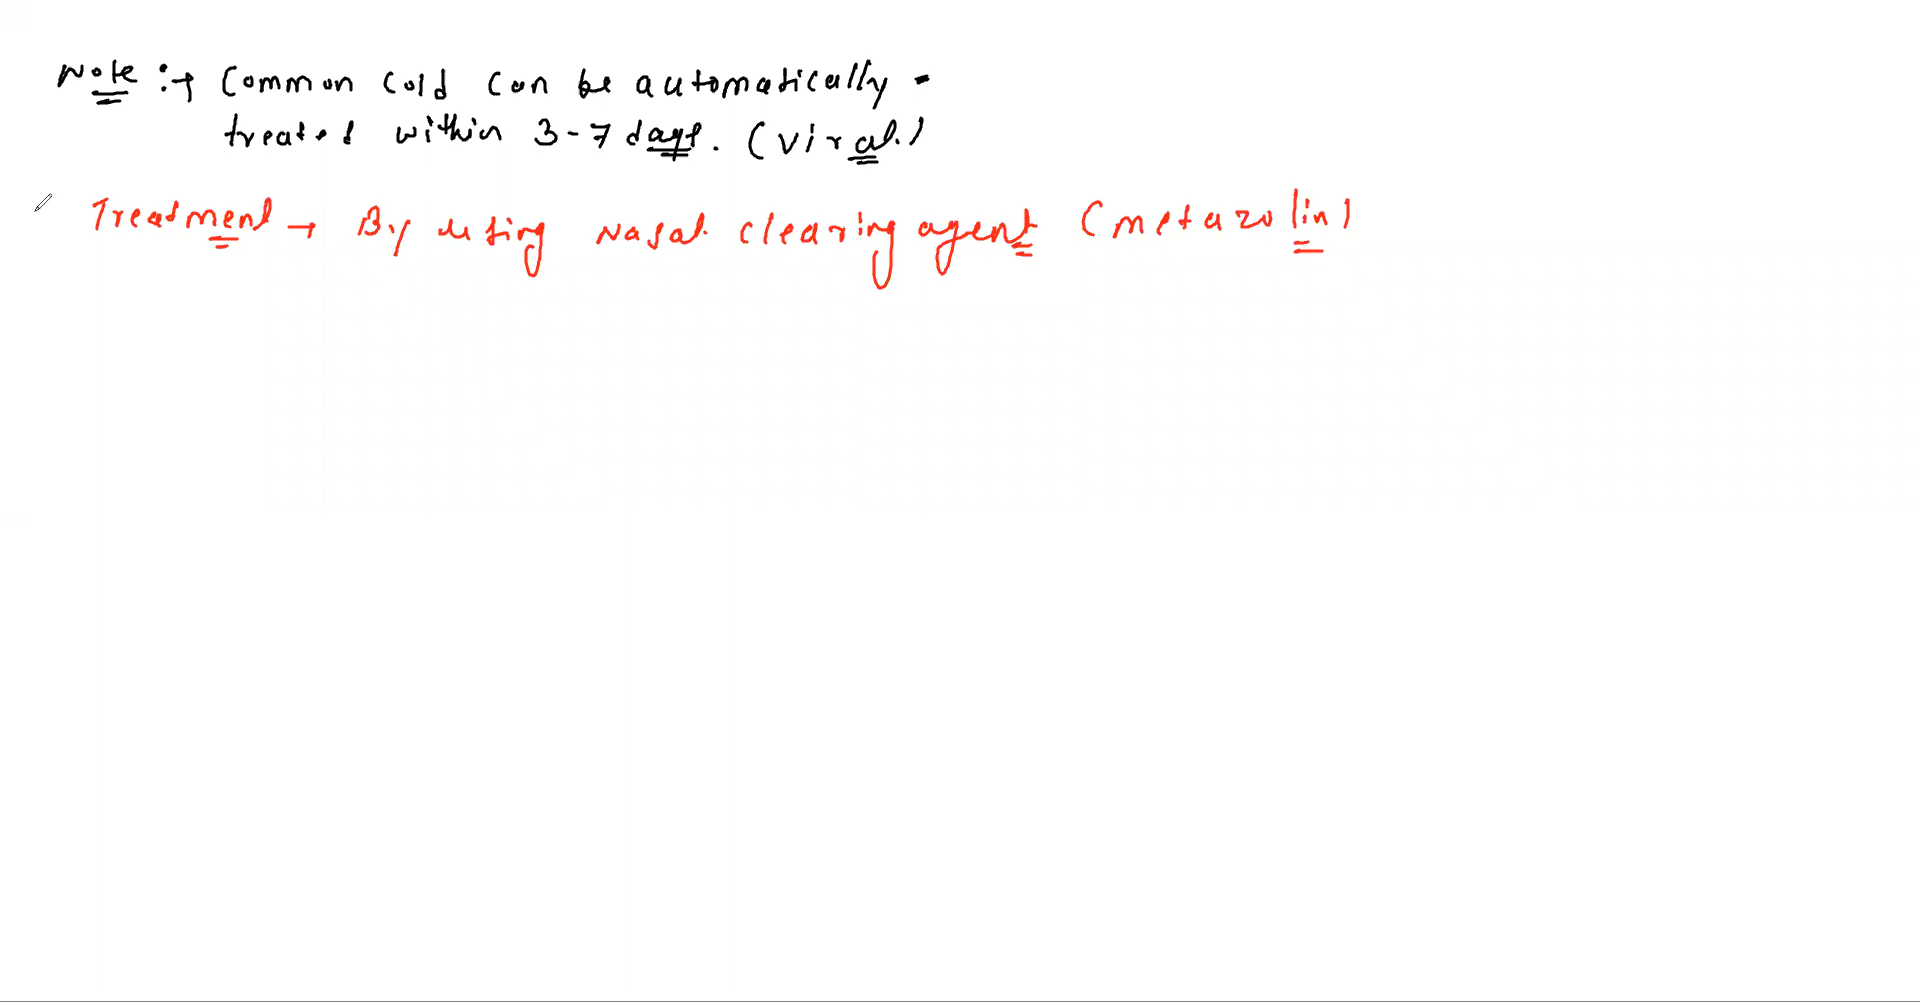 Note :→ Common cold can be automatically -
treated within 3-7 days. (viral.)
Treatment → By using Nasal clearing agent (metazolin)